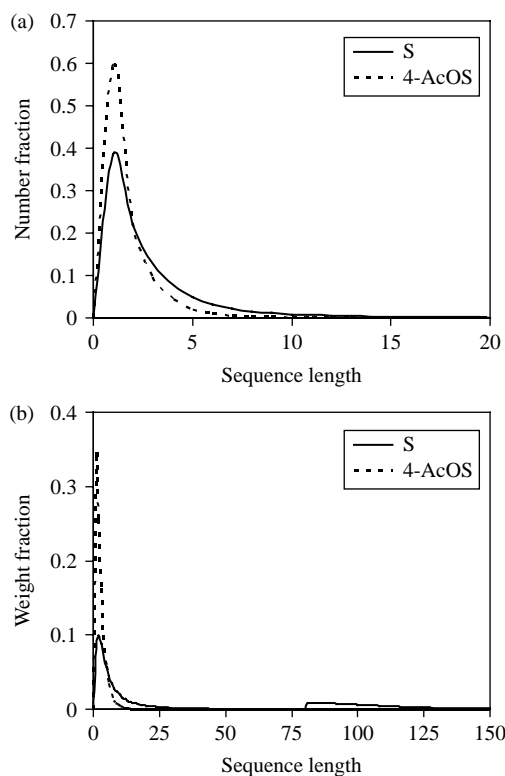 (a)
0.7
0.6
0.5
0.4
0.3
0.2
0.1
0
Number fraction
S
4-AcOS
0
5
10
15
20
Sequence length
(b)
0.4
0.3
0.2
0.1
0
Weight fraction
S
4-AcOS
0
25
50
75
100
125
150
Sequence length